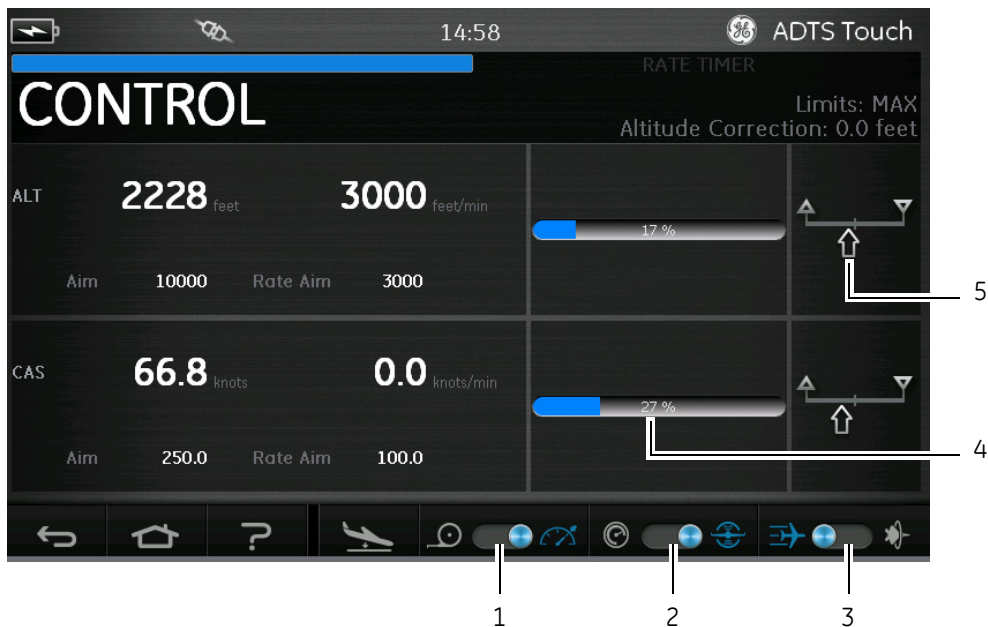 14:58
ADTS Touch
RATE TIMER
CONTROL
Limits: MAX
Altitude Correction: 0.0 feet
ALT 2228 feet 3000 feet/min
17 %
Aim 10000 Rate Aim 3000
5
CAS 66.8 knots 0.0 knots/min
27 %
4
Aim 250.0 Rate Aim 100.0
?
1 2 3